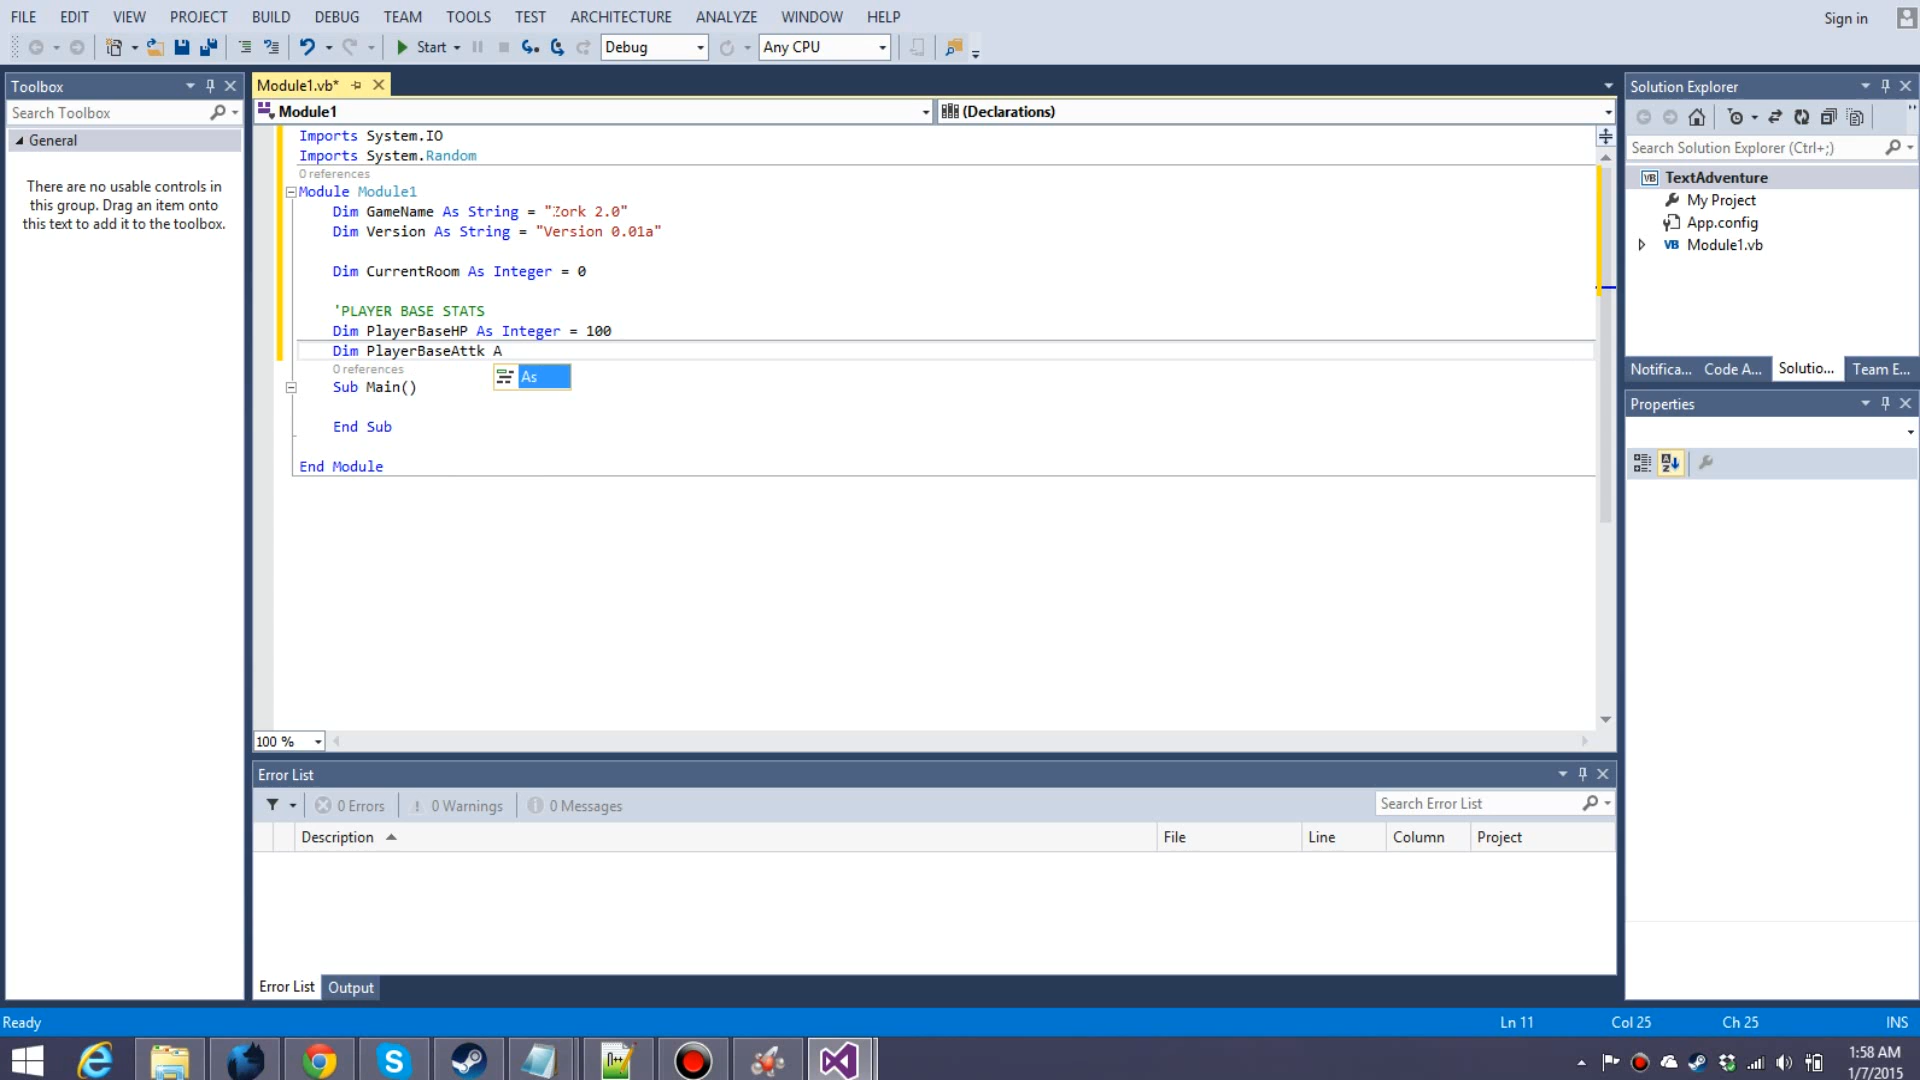 FILE EDIT VIEW PROJECT BUILD DEBUG TEAM TOOLS TEST ARCHITECTURE ANALYZE WINDOW HELP
Sign in
Start Debug Any CPU
Toolbox
Search Toolbox
General
There are no usable controls in
this group. Drag an item onto
this text to add it to the toolbox.
Module1.vb*
Module1
(Declarations)
Imports System.IO
Imports System.Random
0 references
Module Module1
Dim GameName As String = "Zork 2.0"
Dim Version As String = "Version 0.01a"
Dim CurrentRoom As Integer = 0
'PLAYER BASE STATS
Dim PlayerBaseHP As Integer = 100
Dim PlayerBaseAttk A
0 references
As
Sub Main()
End Sub
End Module
100 %
Solution Explorer
Search Solution Explorer (Ctrl+;)
VB TextAdventure
My Project
App.config
VB Module1.vb
Notifica... Code A... Solutio... Team E...
Properties
Error List
0 Errors 0 Warnings 0 Messages
Search Error List
Description File Line Column Project
Error List Output
Ready
Ln 11 Col 25 Ch 25 INS
1:58 AM
1/7/2015